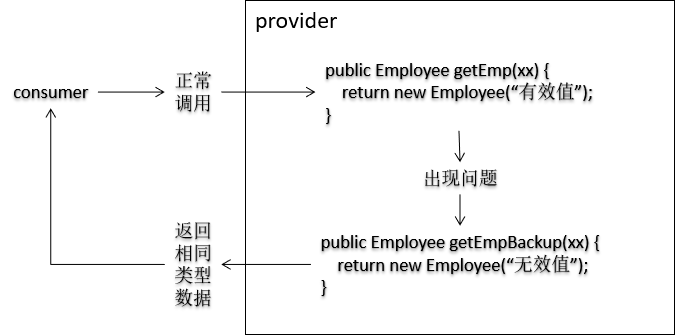 provider
consumer
正常
调用
public Employee getEmp(xx) {
return new Employee(“有效值”);
}
出现问题
public Employee getEmpBackup(xx) {
return new Employee(“无效值”);
}
返回
相同
类型
数据